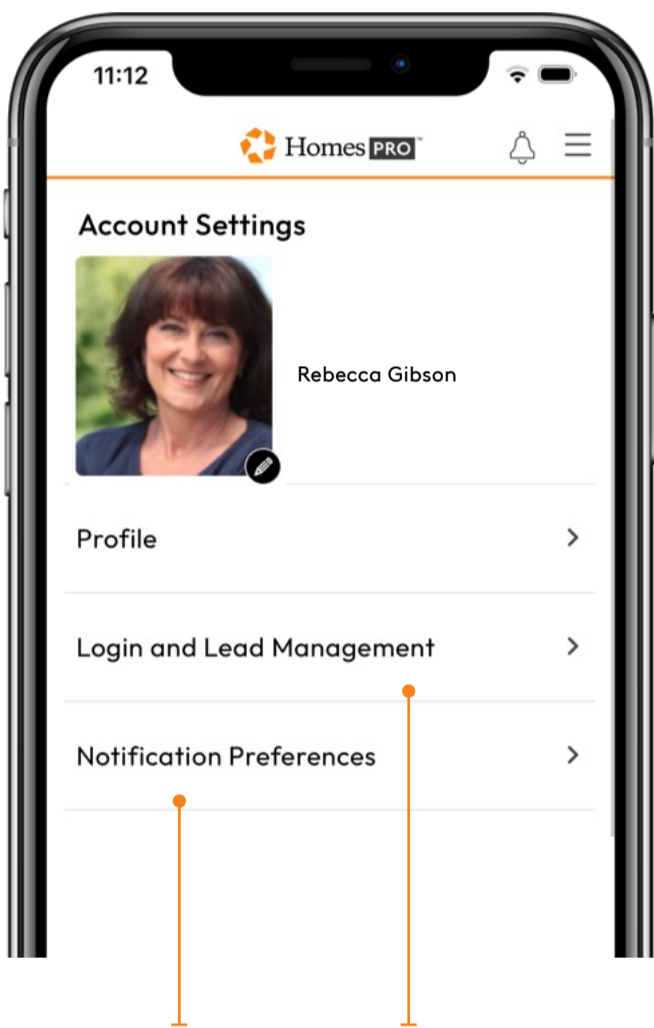 11:12
Homes PRO™
Account Settings
Rebecca Gibson
Profile
Login and Lead Management
Notification Preferences